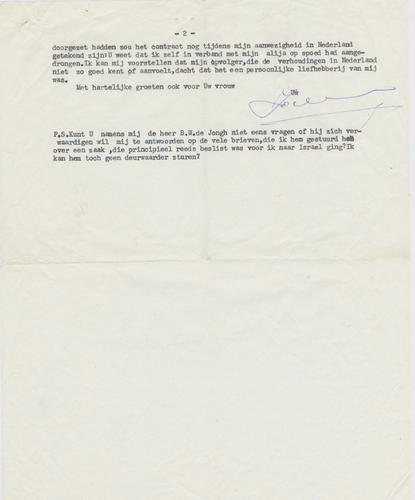 - 2 -
doorgezet hadden zou het contract nog tijdens mijn aanwezigheid in Nederland
getekend zijn:U weet dat ik zelf in verband met mijn alija op spoed had aange-
drongen.Ik kan mij voorstellen dat mijn opvolger,die de verhoudingen in Nederland
niet zo goed kent of aanvoelt,dacht dat het een persoonlijke liefhebberij van mij
was.
Met hartelijke groeten ook voor Uw vrouw
Uw
P.S.Kunt U namens mij de heer B.W.de Jongh niet eens vragen of hij zich ver-
waardigen wil mij te antwoorden op de vele brieven,die ik hem gestuurd heb
over een zaak ,die principieel reeds beslist was voor ik naar Israel ging?Ik
kan hem toch geen deurwaarder sturen?